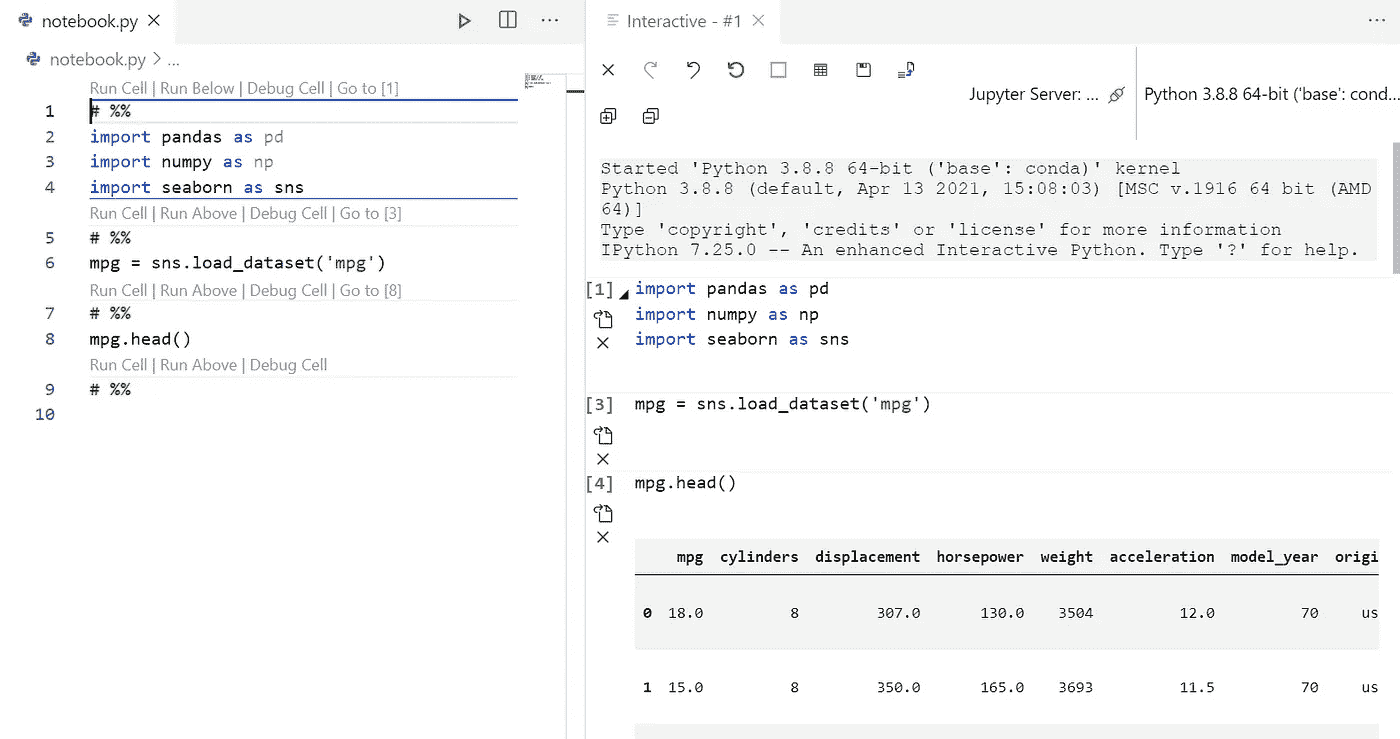 notebook.py
notebook.py > ...
Run Cell | Run Below | Debug Cell | Go to [1]
1 # %%
2 import pandas as pd
3 import numpy as np
4 import seaborn as sns
Run Cell | Run Above | Debug Cell | Go to [3]
5 # %%
6 mpg = sns.load_dataset('mpg')
Run Cell | Run Above | Debug Cell | Go to [8]
7 # %%
8 mpg.head()
Run Cell | Run Above | Debug Cell
9 # %%
10
Interactive - #1
Jupyter Server: ...
Python 3.8.8 64-bit ('base': cond...
Started 'Python 3.8.8 64-bit ('base': conda)' kernel
Python 3.8.8 (default, Apr 13 2021, 15:08:03) [MSC v.1916 64 bit (AMD
64)]
Type 'copyright', 'credits' or 'license' for more information
IPython 7.25.0 -- An enhanced Interactive Python. Type '?' for help.
[1] import pandas as pd
import numpy as np
import seaborn as sns
[3] mpg = sns.load_dataset('mpg')
[4] mpg.head()
mpg cylinders displacement horsepower weight acceleration model_year origi
0 18.0 8 307.0 130.0 3504 12.0 70 us
1 15.0 8 350.0 165.0 3693 11.5 70 us